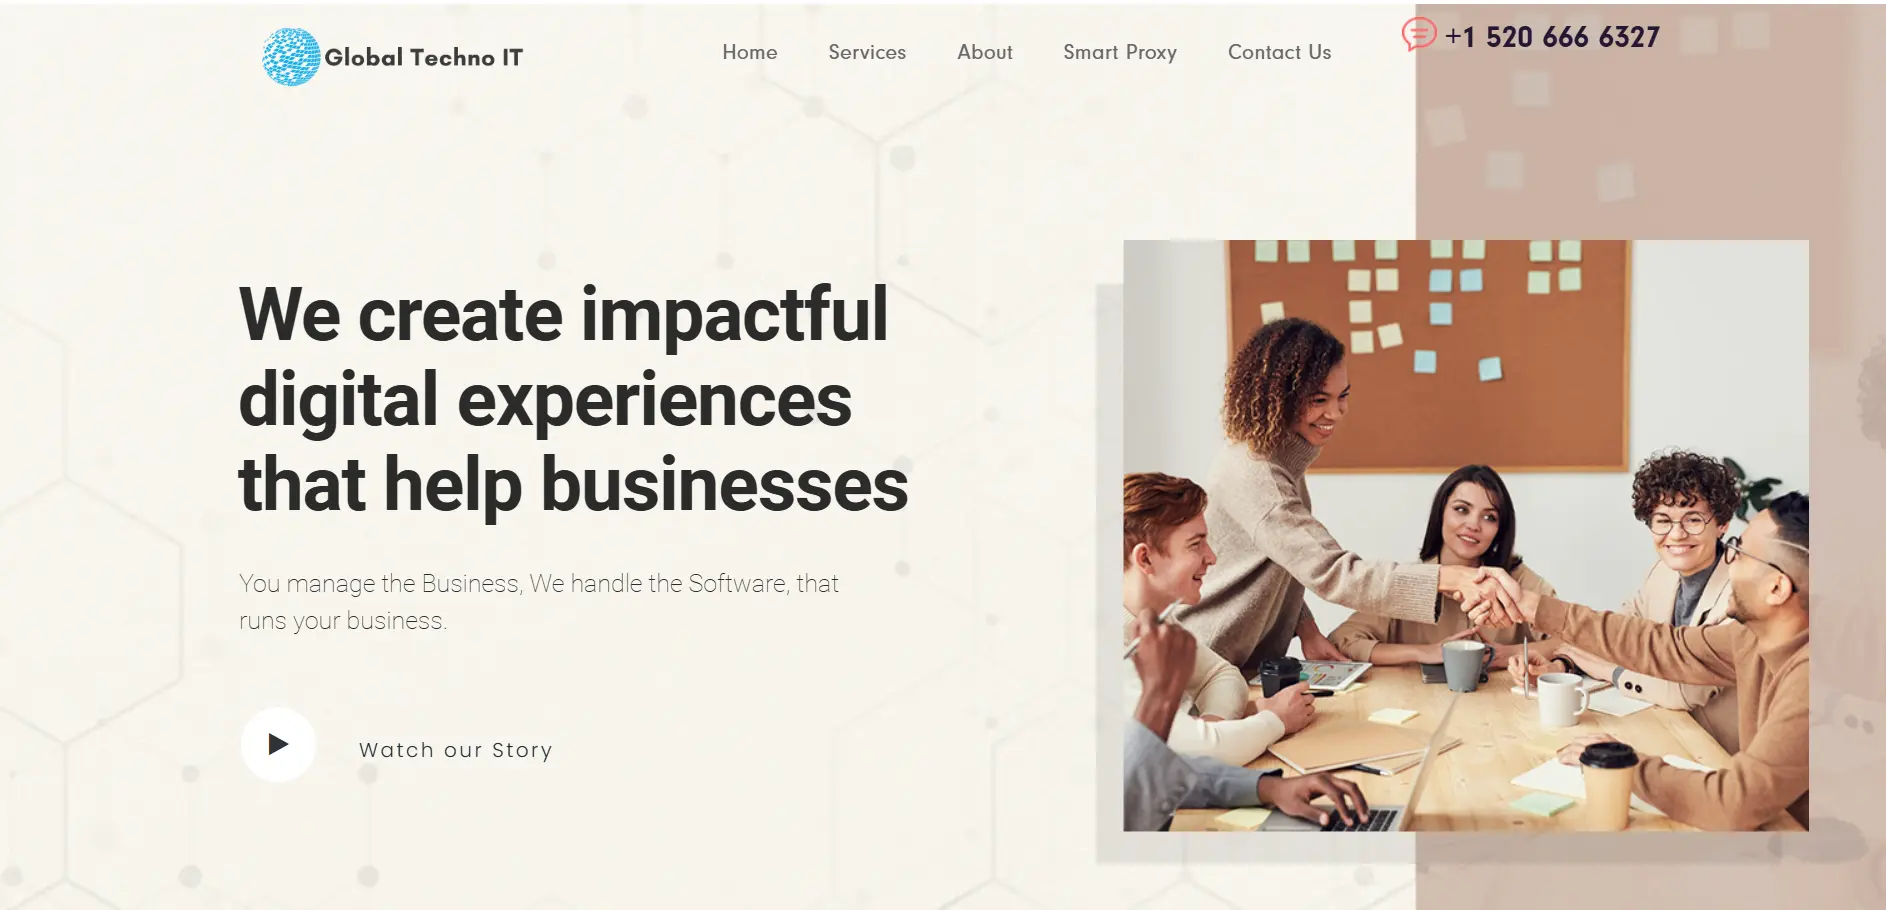 Global Techno IT
Home
Services
About
Smart Proxy
Contact Us
+1 520 666 6327
We create impactful
digital experiences
that help businesses
You manage the Business, We handle the Software, that
runs your business.
Watch our Story